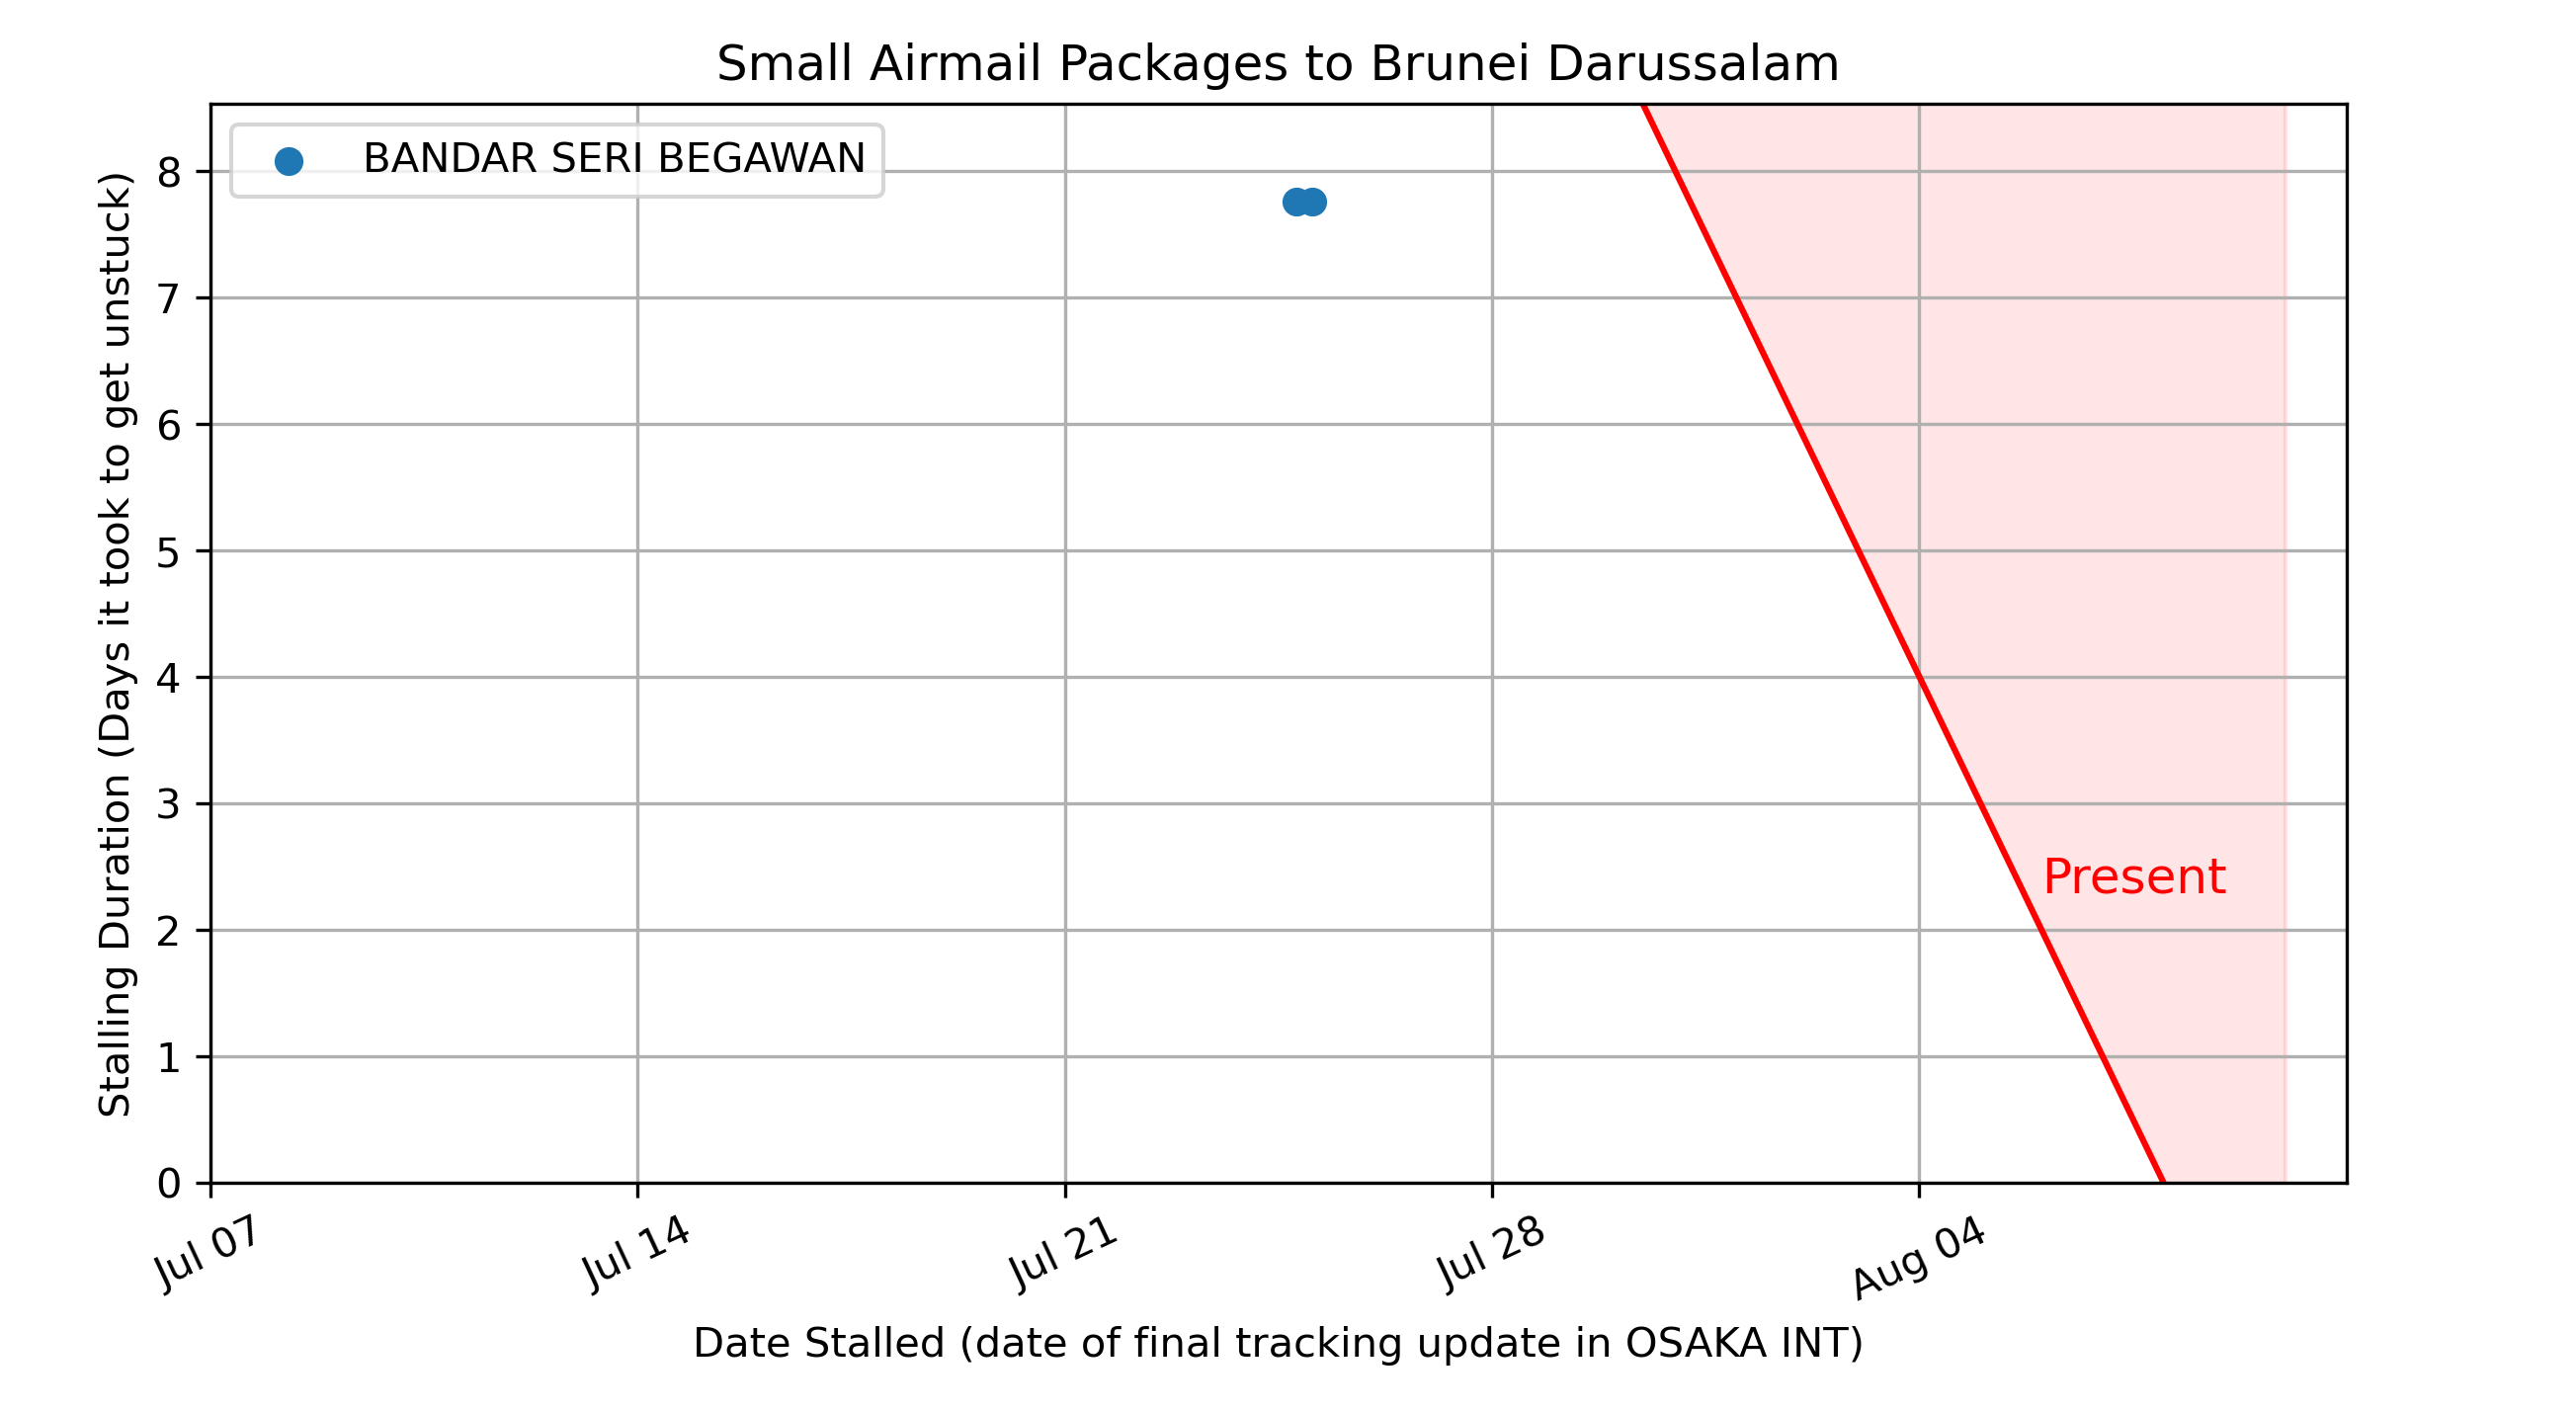 Small Airmail Packages to Brunei Darussalam
BANDAR SERI BEGAWAN
Stalling Duration (Days it took to get unstuck)
8
7
6
5
4
3
2
1
0
Present
Jul 07
Jul 14
Jul 21
Jul 28
Aug 04
Date Stalled (date of final tracking update in OSAKA INT)